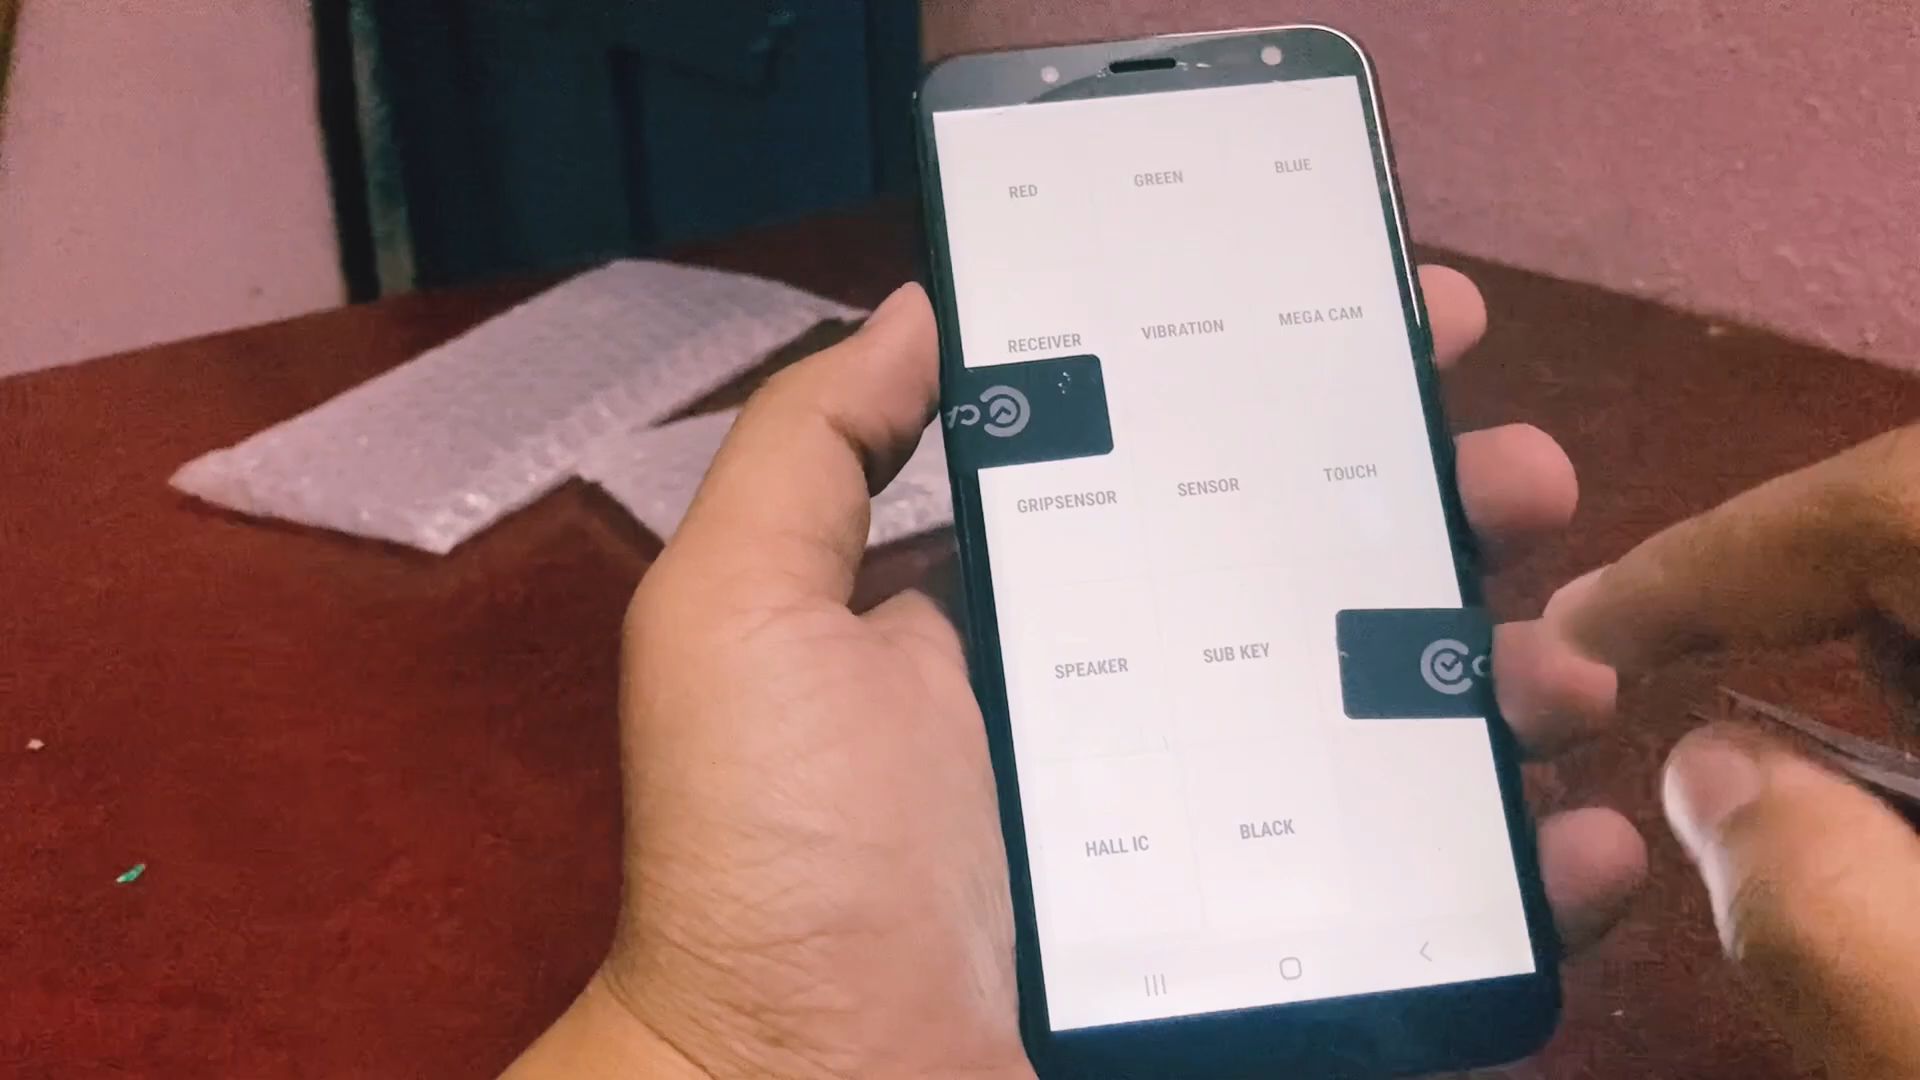 RED GREEN BLUE
RECEIVER VIBRATION MEGA CAM
GRIPSENSOR SENSOR TOUCH
SPEAKER SUB KEY
HALL IC BLACK